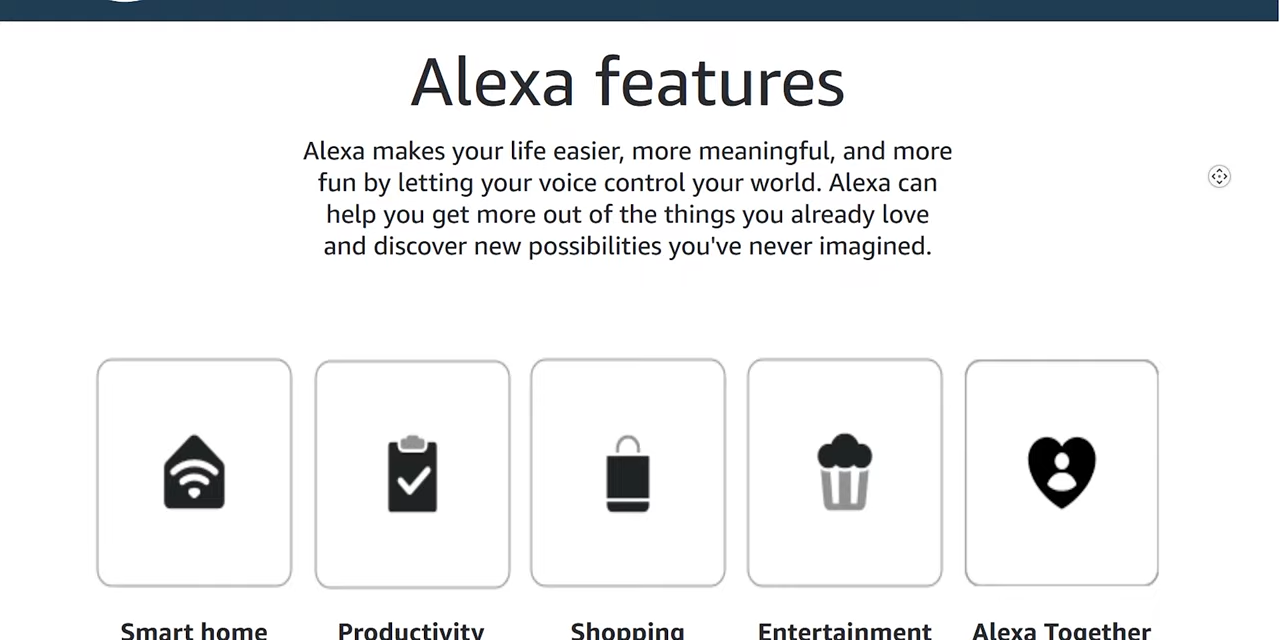 Alexa features
Alexa makes your life easier, more meaningful, and more
fun by letting your voice control your world. Alexa can
help you get more out of the things you already love
and discover new possibilities you've never imagined.
Smart home
Productivity
Shopping
Entertainment
Alexa Together